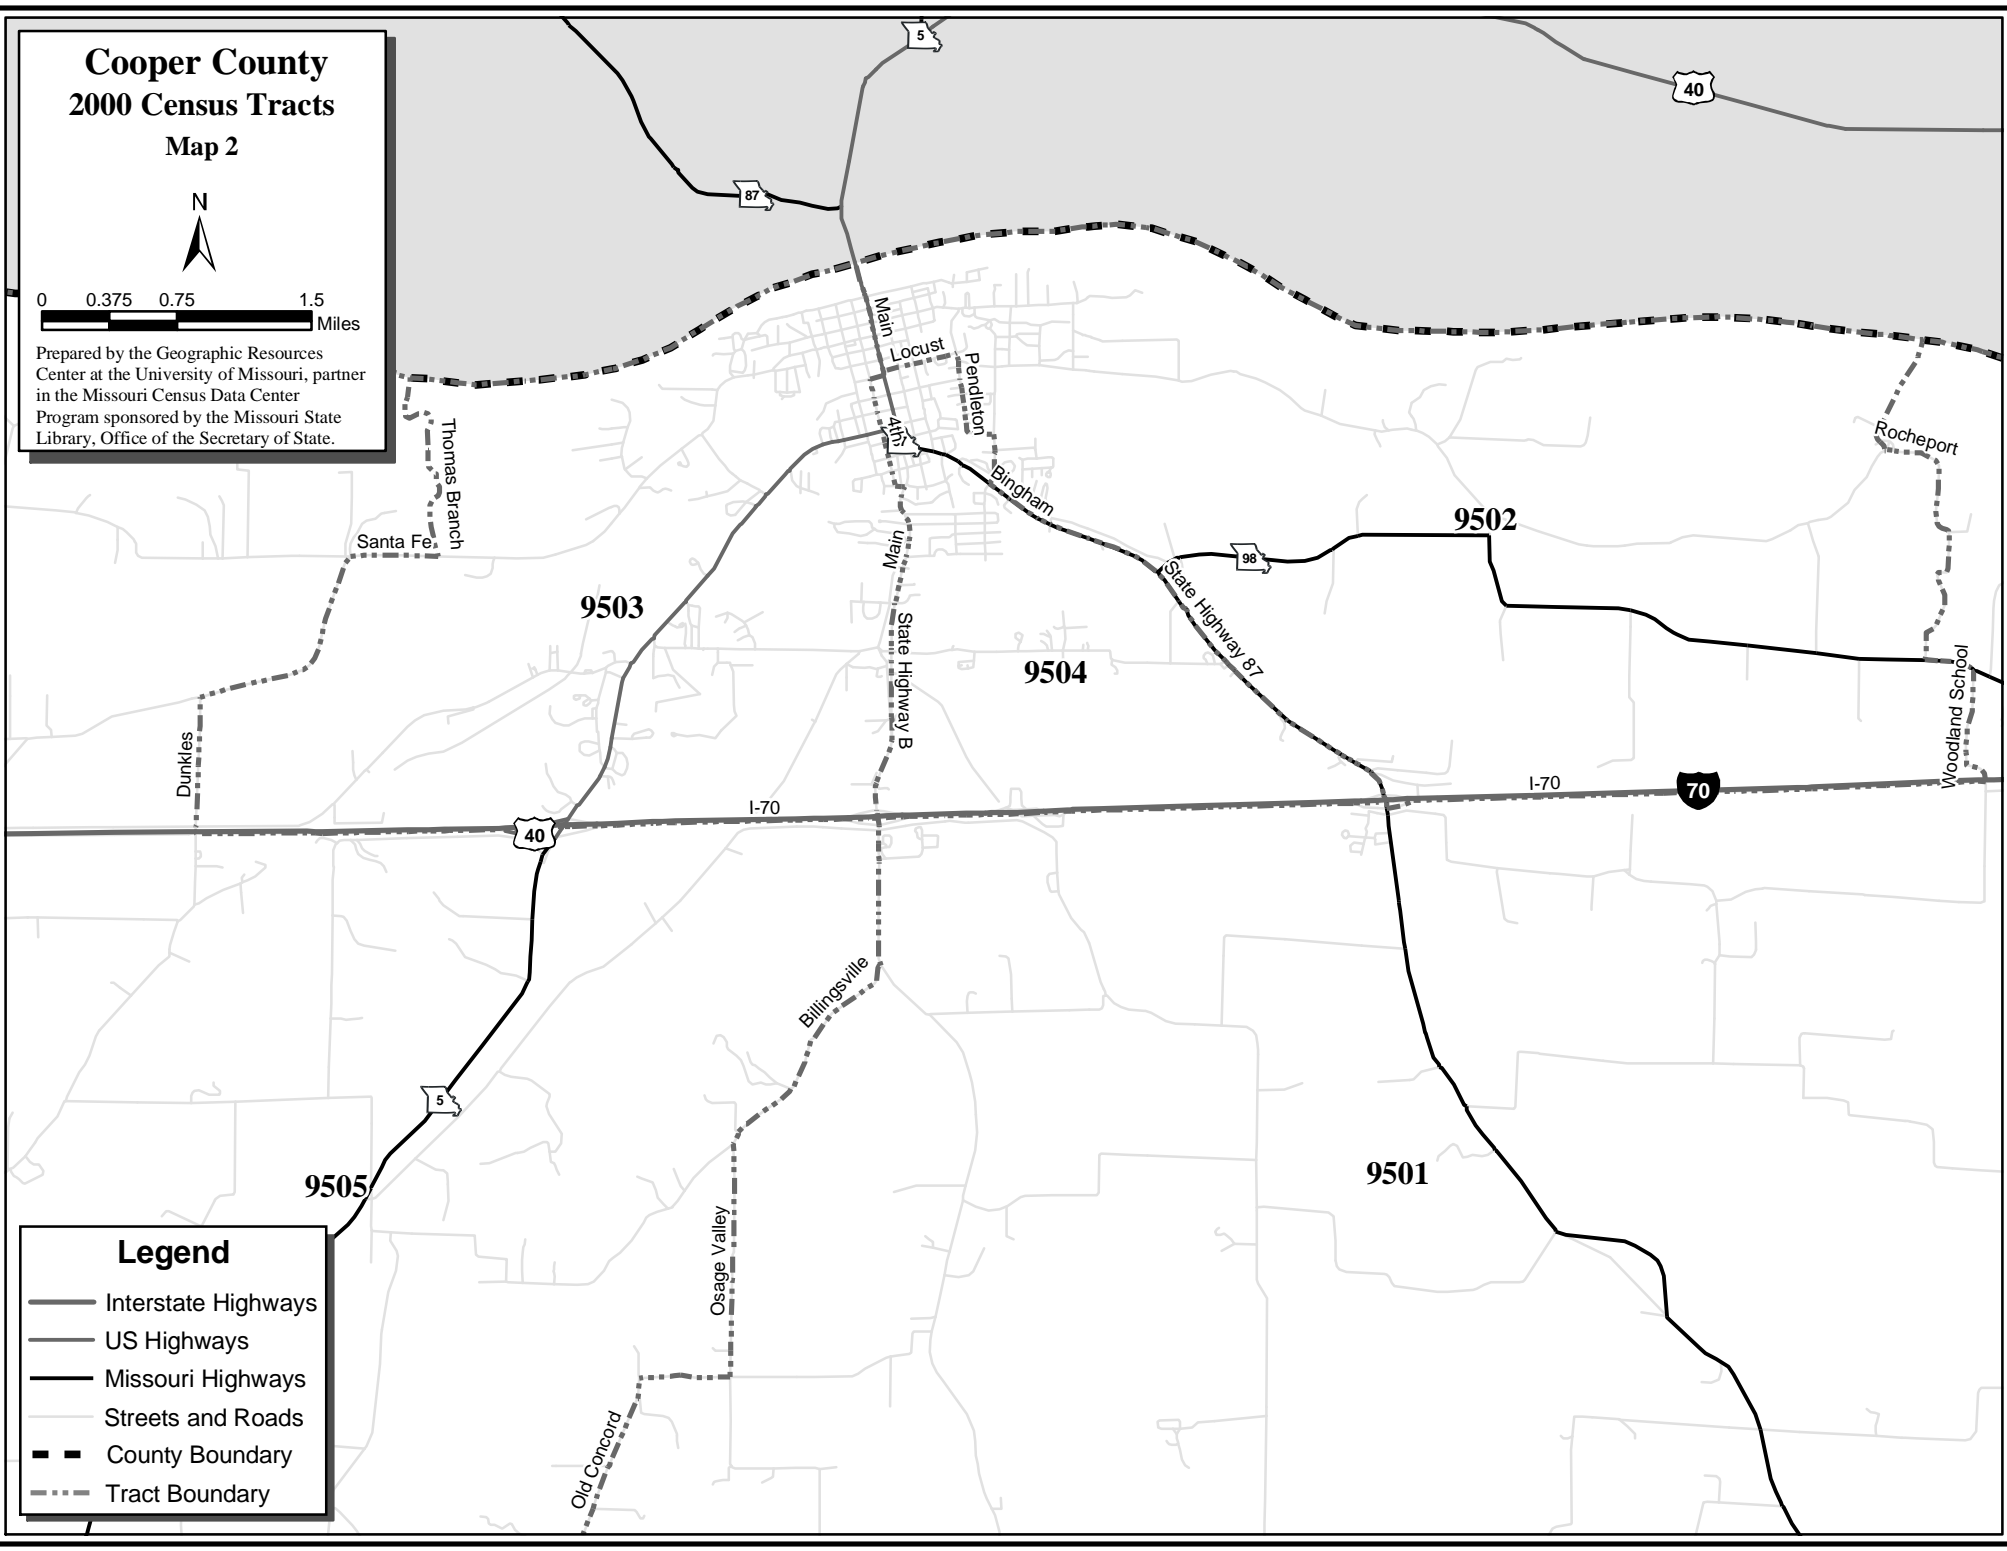 Cooper County
2000 Census Tracts
Map 2
N
0 0.375 0.75 1.5
Miles
Prepared by the Geographic Resources
Center at the University of Missouri, partner
in the Missouri Census Data Center
Program sponsored by the Missouri State
Library, Office of the Secretary of State.
5
40
87
Main
Locust
Pendleton
4th
Thomas Branch
Rocheport
Bingham
Santa Fe
9502
Main
98
State Highway 87
9503
State Highway B
9504
Woodland School
Dunkles
I-70
I-70
70
40
Billingsville
5
9505
9501
Osage Valley
Old Concord
Legend
Interstate Highways
US Highways
Missouri Highways
Streets and Roads
County Boundary
Tract Boundary